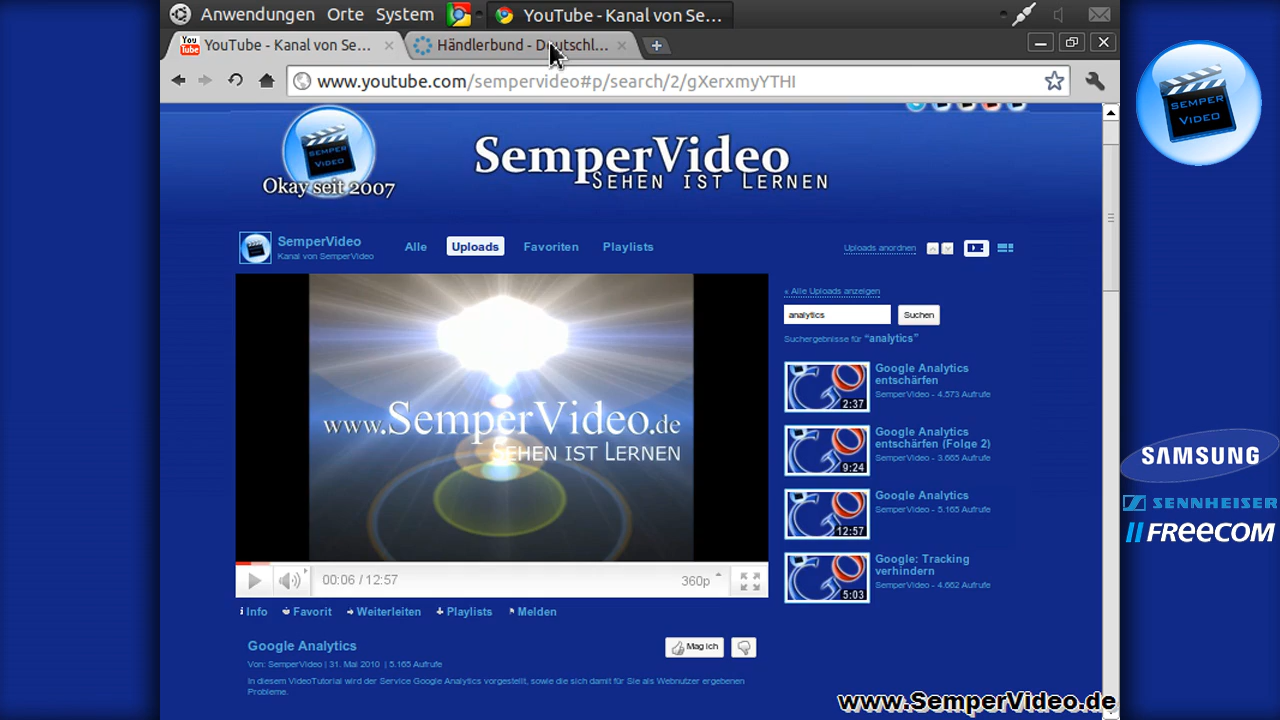 Anwendungen Orte System YouTube - Kanal von Se...
YouTube - Kanal von Se... Händlerbund - Deutschl...
www.youtube.com/sempervideo#p/search/2/gXerxmyYTHI
SEMPER
VIDEO
SEMPER
VIDEO
Okay seit 2007
SemperVideo
SEHEN IST LERNEN
SemperVideo
Kanal von SemperVideo
Alle Uploads Favoriten Playlists
Uploads anordnen
www.SemperVideo.de
SEHEN IST LERNEN
00:06 / 12:57 360p
Info Favorit Weiterleiten Playlists Melden
Google Analytics
Mag ich
Von: SemperVideo | 31. Mai 2010 | 5.165 Aufrufe
In diesem VideoTutorial wird der Service Google Analytics vorgestellt, sowie die sich damit für Sie als Webnutzer ergebenen
Probleme.
« Alle Uploads anzeigen
analytics Suchen
Suchergebnisse für "analytics"
Google Analytics
entschärfen
SemperVideo - 4.573 Aufrufe
2:37
Google Analytics
entschärfen (Folge 2)
SemperVideo - 3.665 Aufrufe
9:24
Google Analytics
SemperVideo - 5.165 Aufrufe
12:57
Google: Tracking
verhindern
SemperVideo - 4.662 Aufrufe
5:03
SAMSUNG
SENNHEISER
FREECOM
www.SemperVideo.de